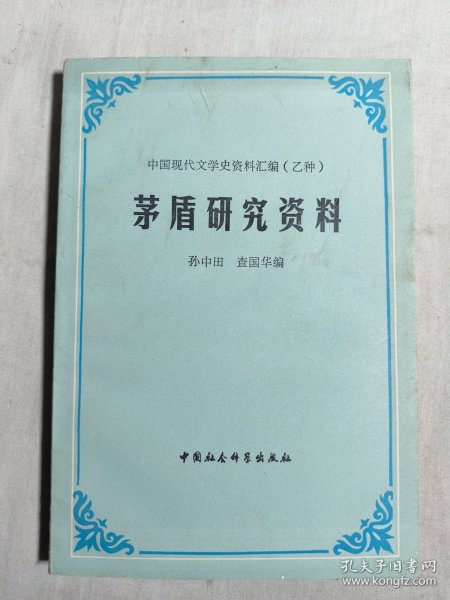 中国现代文学史资料汇编(乙种)
茅盾研究资料
孙中田 查国华编
中国社会科学出版社
孔夫子旧书网
www.kongfz.com